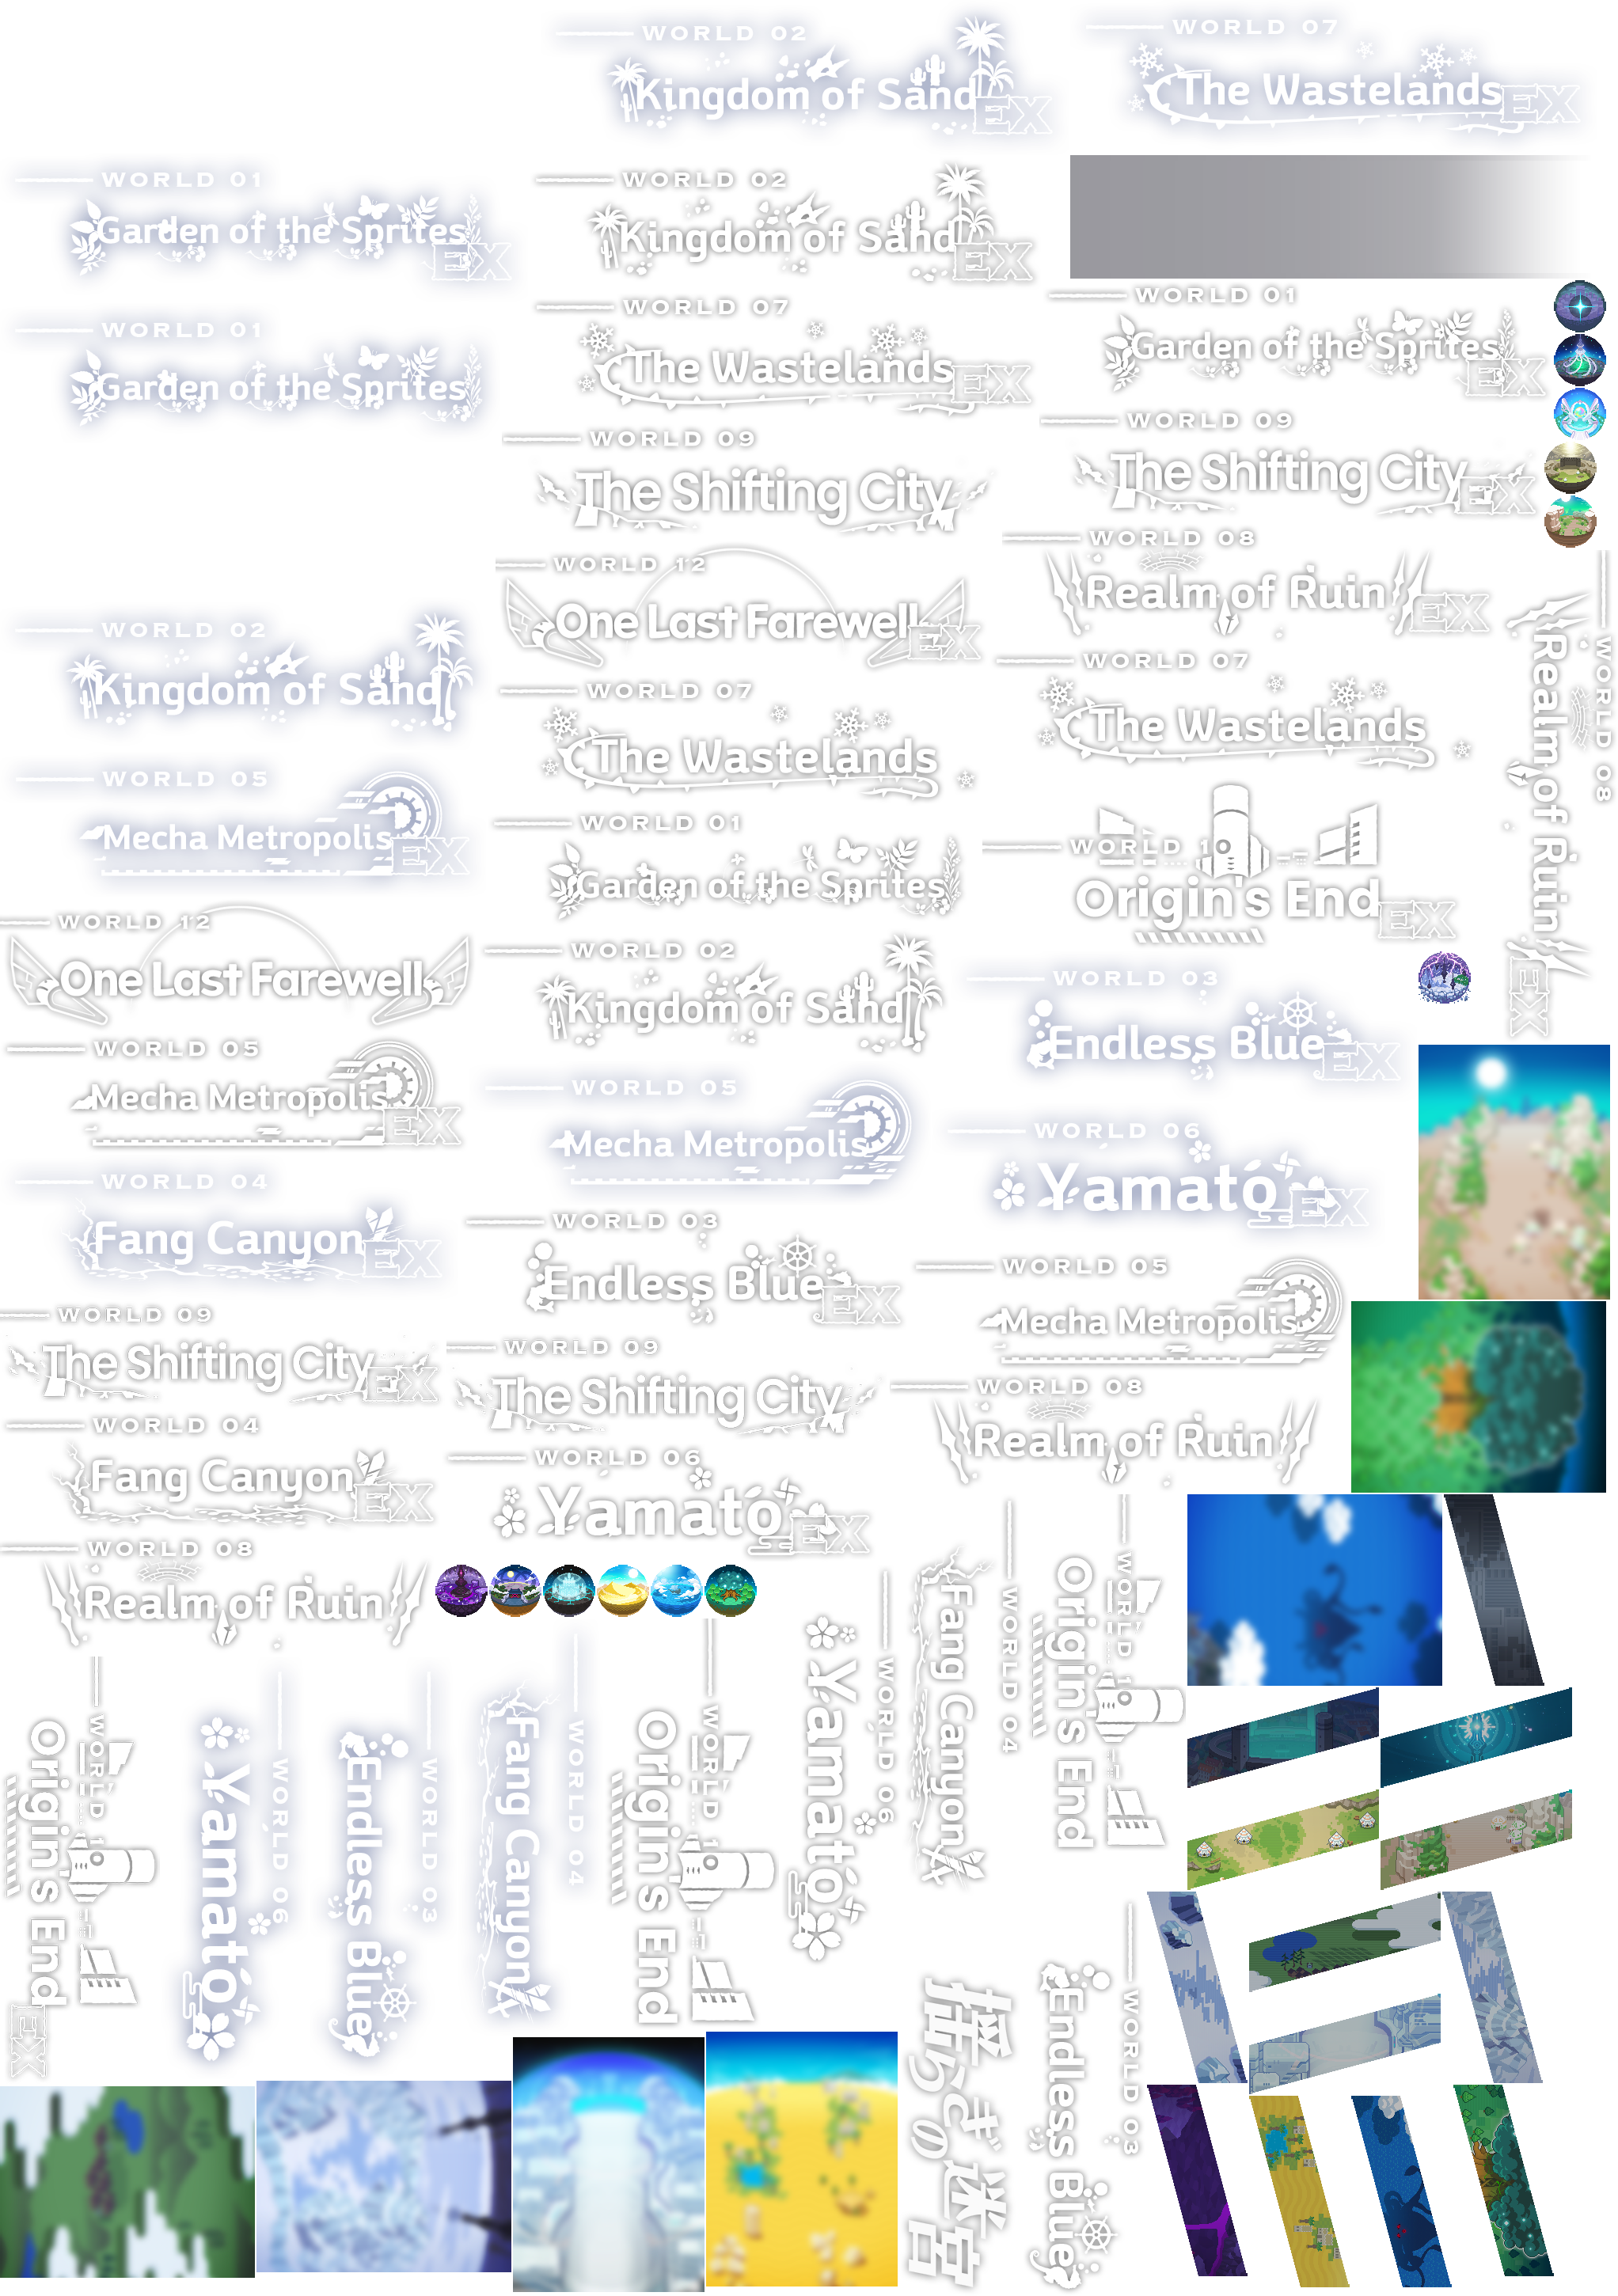 WORLD 02
Kingdom of Sand
EX
WORLD 07
The Wastelands
EX
WORLD 01
Garden of the Sprites
EX
WORLD 02
Kingdom of Sand
EX
WORLD 01
Garden of the Sprites
EX
WORLD 01
Garden of the Sprites
WORLD 07
The Wastelands
EX
WORLD 09
The Shifting City
EX
WORLD 09
The Shifting City
WORLD 08
Realm of Ruin
EX
WORLD 12
One Last Farewell
EX
WORLD 08
Realm of Ruin
EX
WORLD 02
Kingdom of Sand
WORLD 07
The Wastelands
WORLD 07
The Wastelands
WORLD 05
Mecha Metropolis
EX
WORLD 01
Garden of the Sprites
WORLD 1
Origin's End
EX
WORLD 12
One Last Farewell
WORLD 02
Kingdom of Sand
WORLD 03
Endless Blue
EX
WORLD 05
Mecha Metropolis
EX
WORLD 05
Mecha Metropolis
WORLD 06
Yamato
EX
WORLD 04
Fang Canyon
EX
WORLD 03
Endless Blue
EX
WORLD 05
Mecha Metropolis
WORLD 09
The Shifting City
EX
WORLD 09
The Shifting City
WORLD 08
Realm of Ruin
WORLD 04
Fang Canyon
EX
WORLD 06
Yamato
EX
WORLD 08
Realm of Ruin
WORLD 1
Origin's End
EX
WORLD 06
Yamato
WORLD 03
Endless Blue
WORLD 04
Fang Canyon
WORLD 1
Origin's End
WORLD 06
Yamato
WORLD 04
Fang Canyon
WORLD 1
Origin's End
揺らぎの迷宮
WORLD 03
Endless Blue